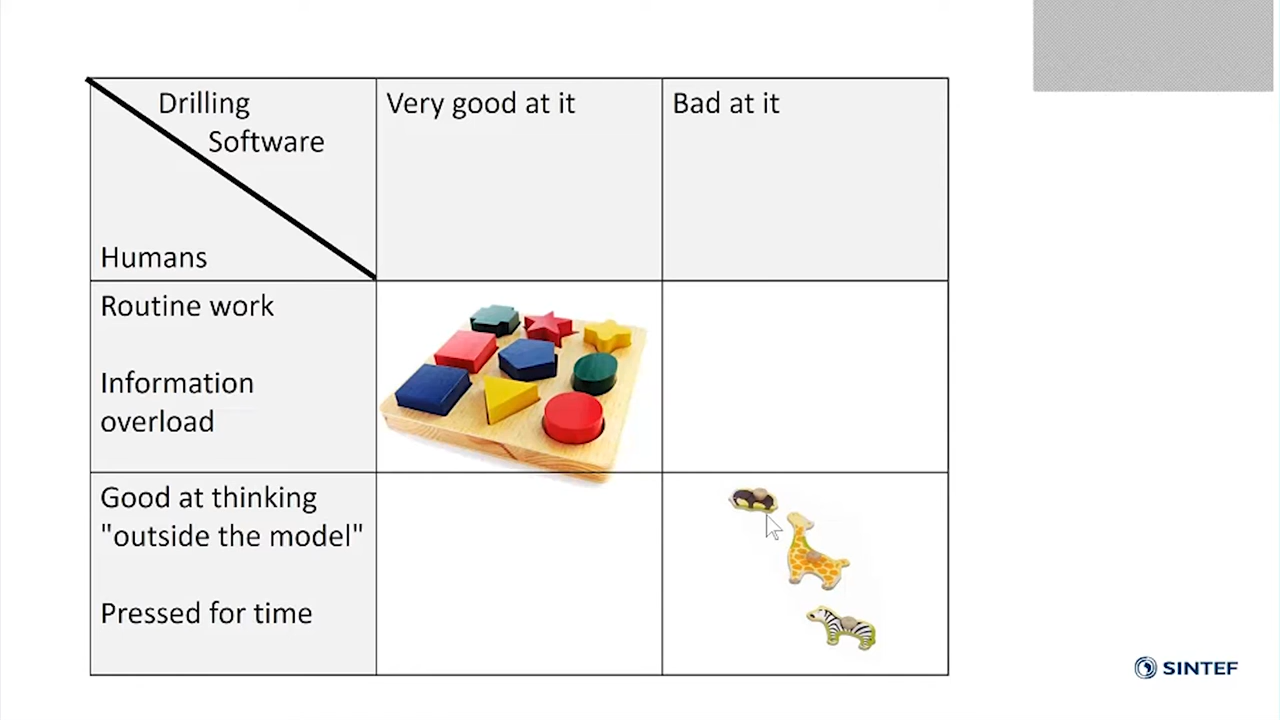 Drilling
Software
Humans
Very good at it
Bad at it
Routine work
Information
overload
Good at thinking
"outside the model"
Pressed for time
SINTEF